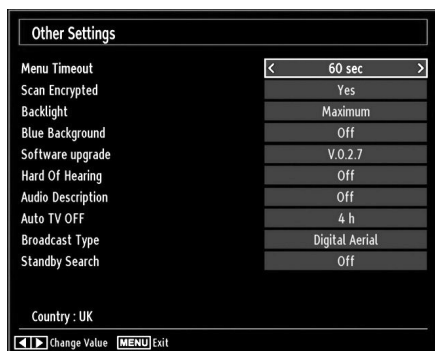 Other Settings
Menu Timeout < 60 sec >
Scan Encrypted Yes
Backlight Maximum
Blue Background Off
Software upgrade V.0.2.7
Hard Of Hearing Off
Audio Description Off
Auto TV OFF 4 h
Broadcast Type Digital Aerial
Standby Search Off
Country : UK
Change Value MENU Exit